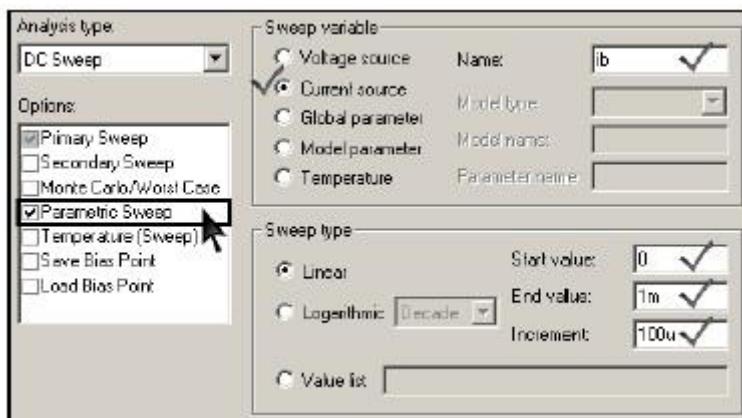 Analysis type:
DC Sweep
Options:
Primary Sweep
Secondary Sweep
Monte Carlo/Worst Case
Parametric Sweep
Temperature (Sweep)
Save Bias Point
Load Bias Point
Sweep variable
Voltage source
Current source
Global parameter
Model parameter
Temperature
Name: ib
Model type:
Model name:
Parameter name:
Sweep type
Linear
Logarithmic Decade
Value list
Start value: 0
End value: 1m
Increment: 100u